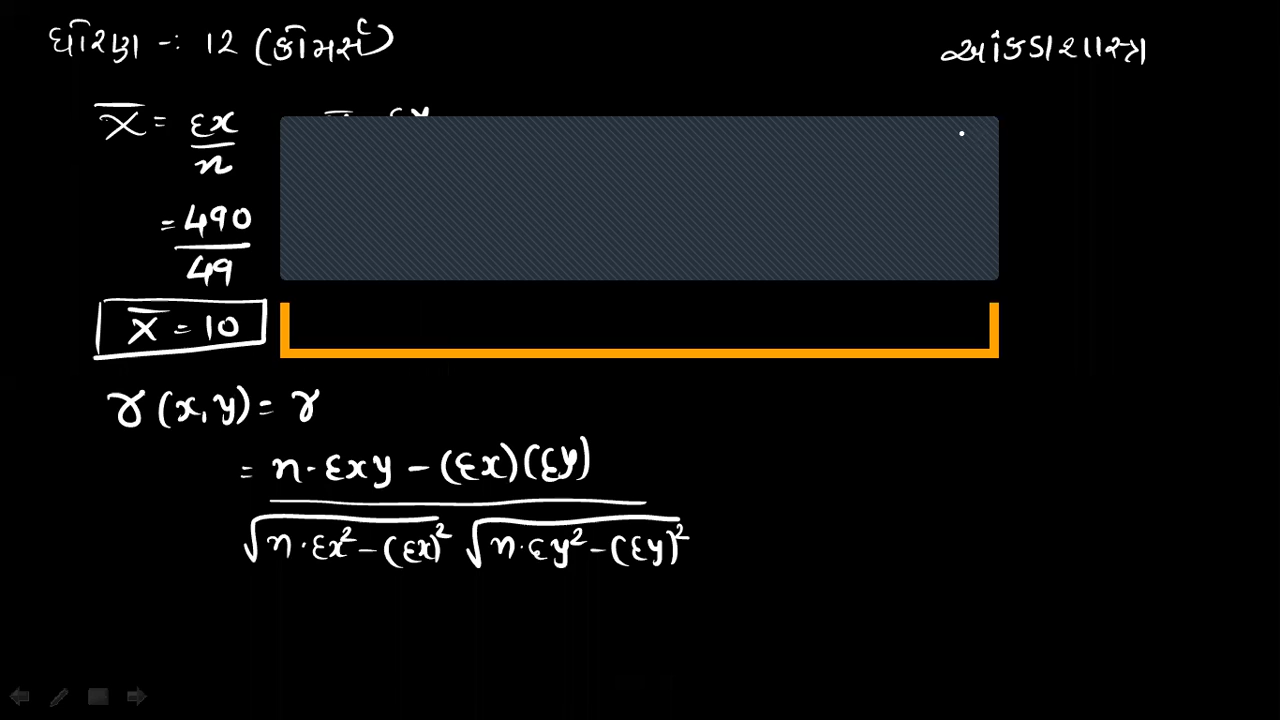 ધોરણ -: 12 (કોમર્સ)
આંકડાશાસ્ત્ર
x̄ = Σx / n
= 490 / 49
x̄ = 10
r (x, y) = r
= n · Σxy - (Σx)(Σy)
√n · Σx² - (Σx)² √n · Σy² - (Σy)²